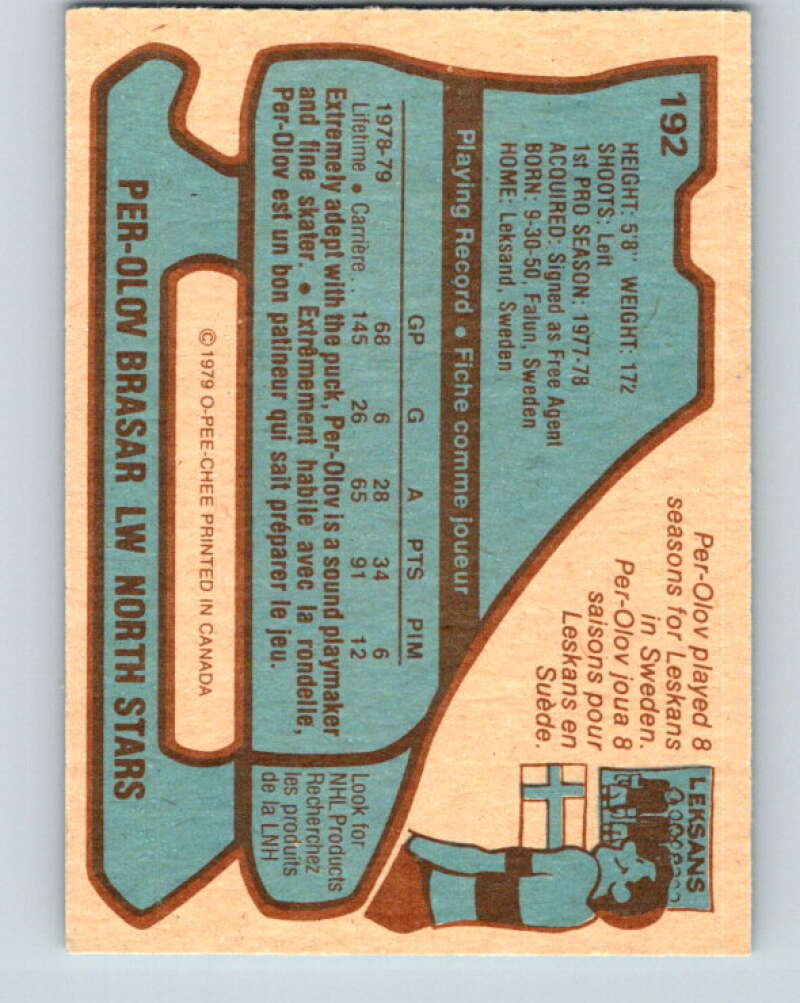 192
HEIGHT: 5'8" WEIGHT: 172
SHOOTS: Left
1st PRO SEASON: 1977-78
ACQUIRED: Signed as Free Agent
BORN: 9-30-50, Falun, Sweden
HOME: Leksand, Sweden
Per-Olov played 8
seasons for Leskans
in Sweden.
Per-Olov joua 8
saisons pour
Leskans en
Suède.
LEKSANS
Playing Record • Fiche comme joueur
GP G A PTS PIM
1978-79 68 6 28 34 6
Lifetime • Carrière... 145 26 65 91 12
Extremely adept with the puck, Per-Olov is a sound playmaker
and fine skater. • Extrêmement habile avec la rondelle,
Per-Olov est un bon patineur qui sait préparer le jeu.
Look for
NHL Products
Recherchez
les produits
de la LNH
© 1979 O-PEE-CHEE PRINTED IN CANADA
PER-OLOV BRASAR LW NORTH STARS